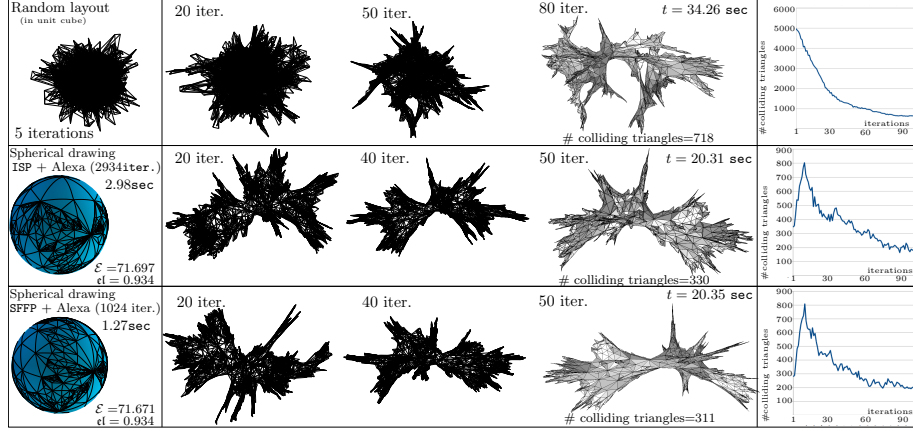 Random layout
(in unit cube)
5 iterations
20 iter.
50 iter.
80 iter.
t = 34.26 sec
# colliding triangles=718
#colliding triangles
6000
5000
4000
3000
2000
1000
iterations
1 30 60 90
Spherical drawing
ISP + Alexa (2934iter.)
2.98sec
ℰ =71.697
𝔢𝔩 = 0.934
20 iter.
40 iter.
50 iter.
t = 20.31 sec
# colliding triangles=330
#colliding triangles
900
800
700
600
500
400
300
200
100
iterations
1 30 60 90
Spherical drawing
SFFP + Alexa (1024 iter.)
1.27sec
ℰ =71.671
𝔢𝔩 = 0.934
20 iter.
40 iter.
50 iter.
t = 20.35 sec
# colliding triangles=311
#colliding triangles
900
800
700
600
500
400
300
200
100
iterations
1 30 60 90